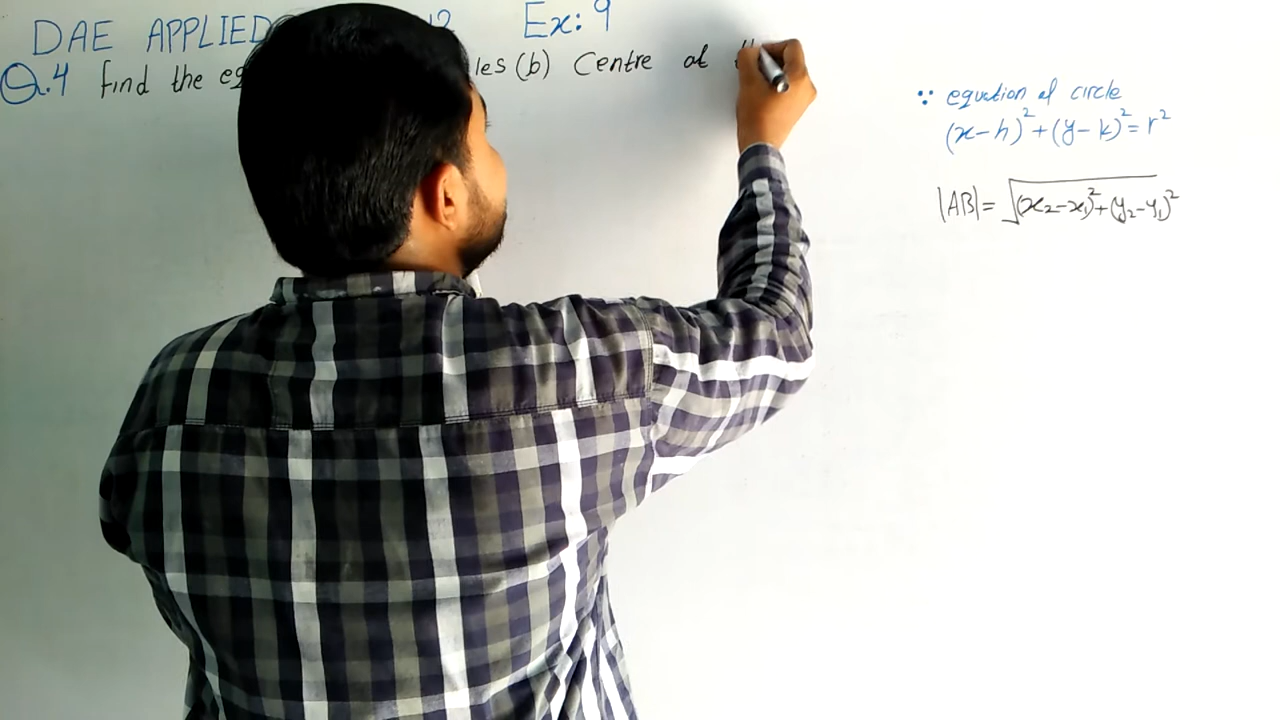 DAE APPLIED Ex: 9
Q.4 find the eq les (b) Centre at
∵ equation of circle
(x-h)²+(y-k)²=r²
|AB|=√(x₂-x₁)²+(y₂-y₁)²